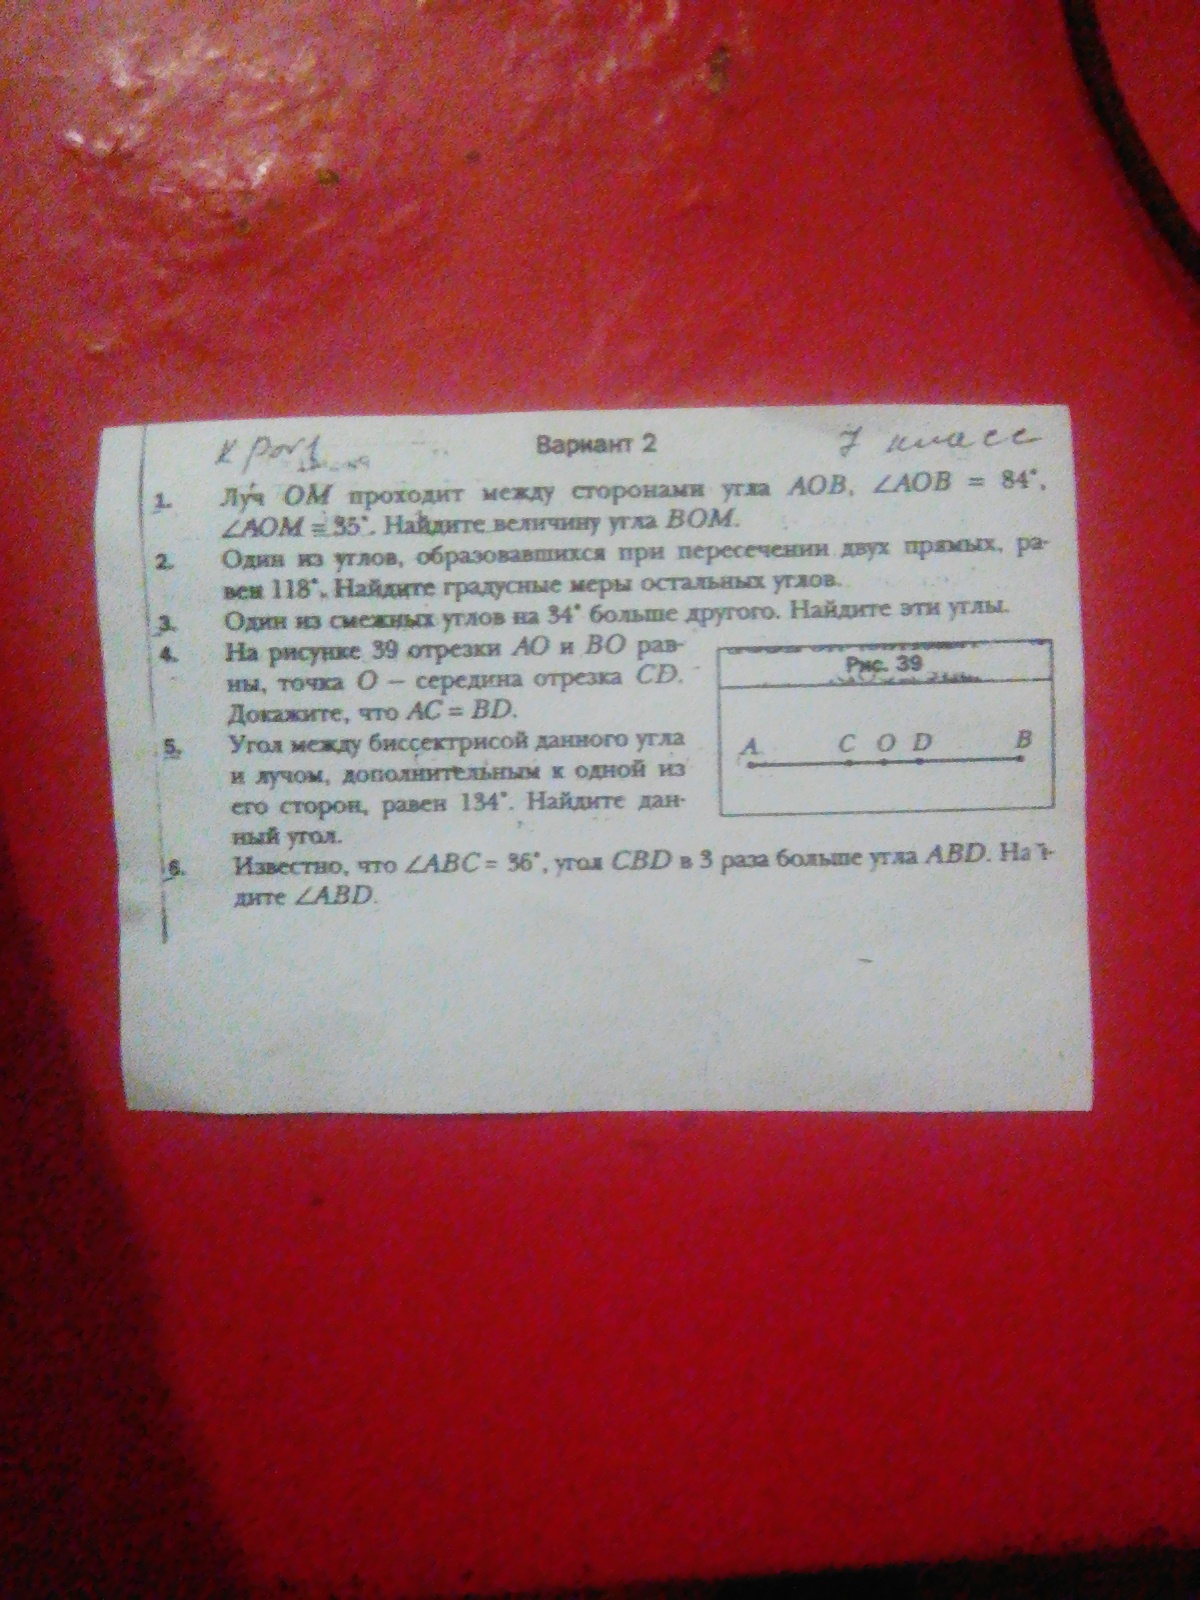 К р №1
Вариант 2
7 класс
1. Луч OM проходит между сторонами угла AOB, ∠AOB = 84°,
∠AOM = 35°. Найдите величину угла BOM.
2. Один из углов, образовавшихся при пересечении двух прямых, ра-
вен 118°. Найдите градусные меры остальных углов.
3. Один из смежных углов на 34° больше другого. Найдите эти углы.
4. На рисунке 39 отрезки AO и BO рав-
ны, точка O — середина отрезка CD.
Докажите, что AC = BD.
5. Угол между биссектрисой данного угла
и лучом, дополнительным к одной из
его сторон, равен 134°. Найдите дан-
ный угол.
Рис. 39
A C O D B
6. Известно, что ∠ABC = 36°, угол CBD в 3 раза больше угла ABD. Най-
дите ∠ABD.